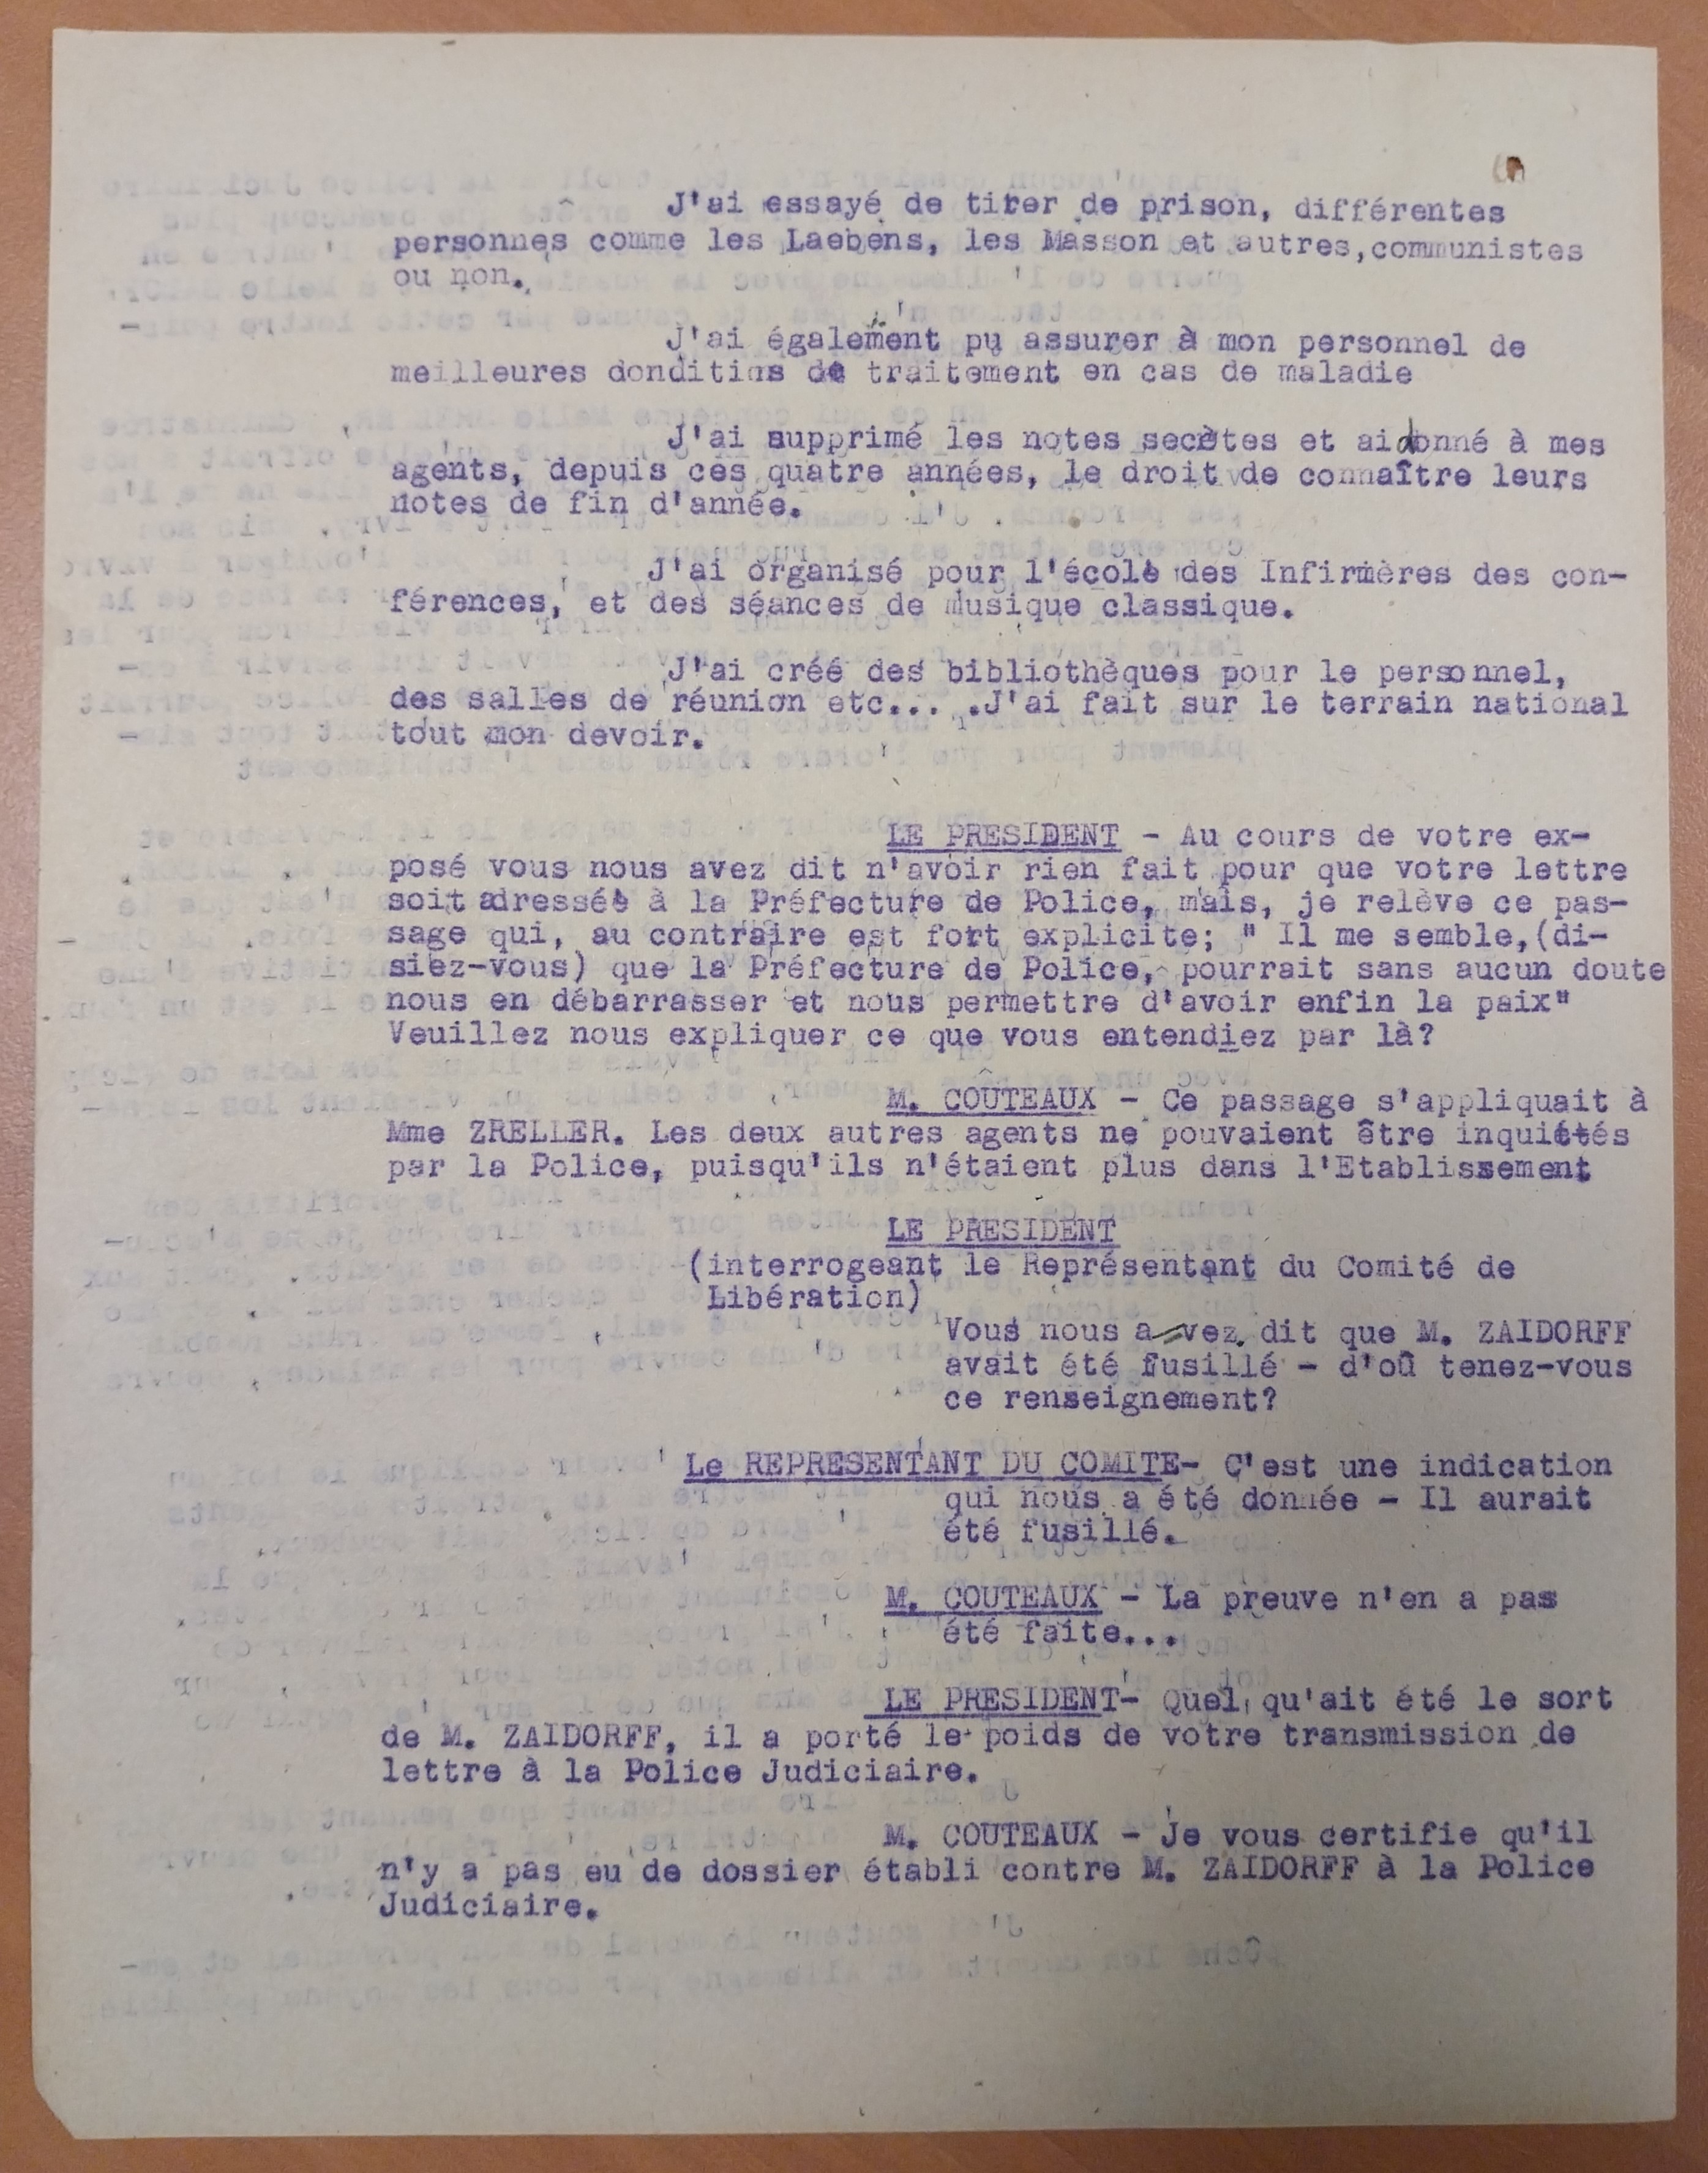 J'ai essayé de tirer de prison, différentes
personnes comme les Laebens, les Masson et autres, communistes
ou non.
J'ai également pu assurer à mon personnel de
meilleures donditions de traitement en cas de maladie
J'ai supprimé les notes secrètes et ai donné à mes
agents, depuis ces quatre années, le droit de connaître leurs
notes de fin d'année.
J'ai organisé pour l'école des Infirmères des con-
férences, et des séances de musique classique.
J'ai créé des bibliothèques pour le personnel,
des salles de réunion etc... .J'ai fait sur le terrain national
tout mon devoir.
LE PRESIDENT - Au cours de votre ex-
posé vous nous avez dit n'avoir rien fait pour que votre lettre
soit adressée à la Préfecture de Police, mais, je relève ce pas-
sage qui, au contraire est fort explicite; " Il me semble,(di-
siez-vous) que la Préfecture de Police, pourrait sans aucun doute
nous en débarrasser et nous permettre d'avoir enfin la paix"
Veuillez nous expliquer ce que vous entendiez par là?
M. COUTEAUX - Ce passage s'appliquait à
Mme ZRELLER. Les deux autres agents ne pouvaient être inquiétés
par la Police, puisqu'ils n'étaient plus dans l'Etablissement
LE PRESIDENT
(interrogeant le Représentant du Comité de
Libération)
Vous nous avez dit que M. ZAIDORFF
avait été fusillé - d'où tenez-vous
ce renseignement?
Le REPRESENTANT DU COMITE- C'est une indication
qui nous a été donnée - Il aurait
été fusillé.
M. COUTEAUX - La preuve n'en a pas
été faite...
LE PRESIDENT- Quel qu'ait été le sort
de M. ZAIDORFF, il a porté le poids de votre transmission de
lettre à la Police Judiciaire.
M. COUTEAUX - Je vous certifie qu'il
n'y a pas eu de dossier établi contre M. ZAIDORFF à la Police
Judiciaire.